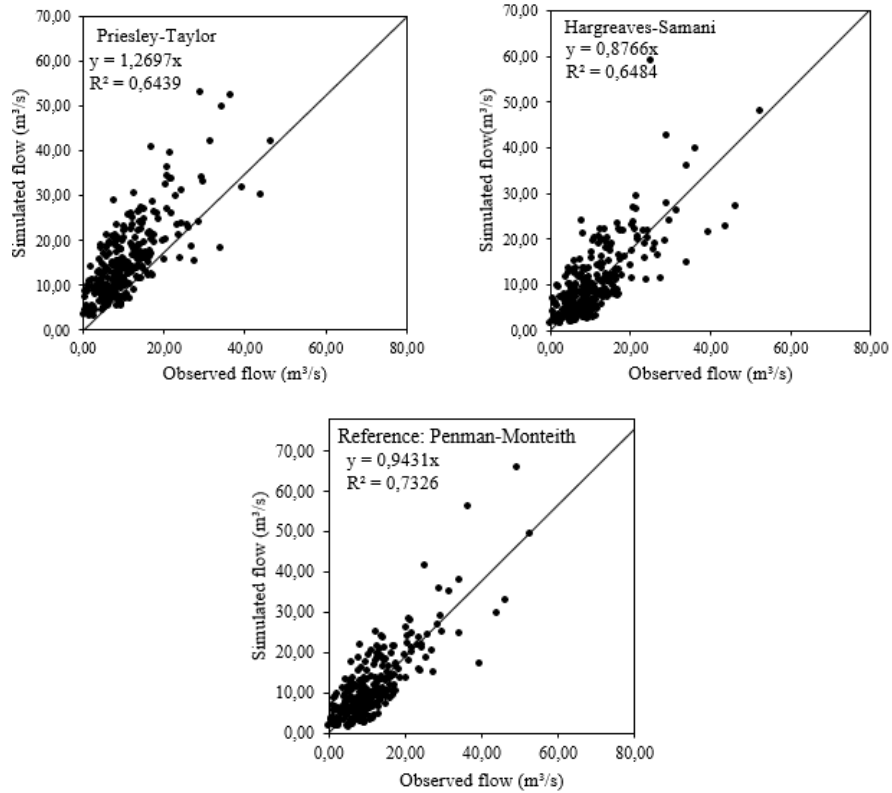 Priesley-Taylor
y = 1,2697x
R² = 0,6439
70,00
60,00
50,00
40,00
30,00
20,00
10,00
0,00
0,00 20,00 40,00 60,00 80,00
Simulated flow (m³/s)
Observed flow (m³/s)
Hargreaves-Samani
y = 0,8766x
R² = 0,6484
70,00
60,00
50,00
40,00
30,00
20,00
10,00
0,00
0,00 20,00 40,00 60,00 80,00
Simulated flow(m³/s)
Observed flow (m³/s)
Reference: Penman-Monteith
y = 0,9431x
R² = 0,7326
70,00
60,00
50,00
40,00
30,00
20,00
10,00
0,00
0,00 20,00 40,00 60,00 80,00
Simulated flow (m³/s)
Observed flow (m³/s)